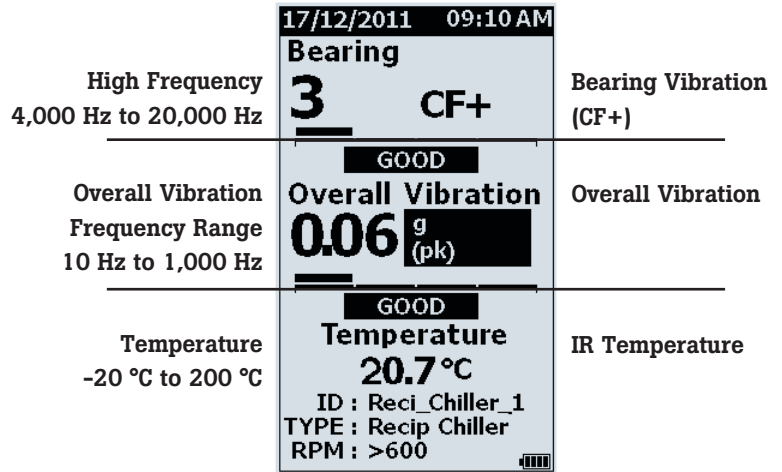 17/12/2011 09:10 AM
Bearing
High Frequency
4,000 Hz to 20,000 Hz
3 CF+
Bearing Vibration
(CF+)
GOOD
Overall Vibration
Frequency Range
10 Hz to 1,000 Hz
Overall Vibration
0.06 g
(pk)
Overall Vibration
GOOD
Temperature
-20 °C to 200 °C
Temperature
20.7 °C
IR Temperature
ID : Reci_Chiller_1
TYPE : Recip Chiller
RPM : >600